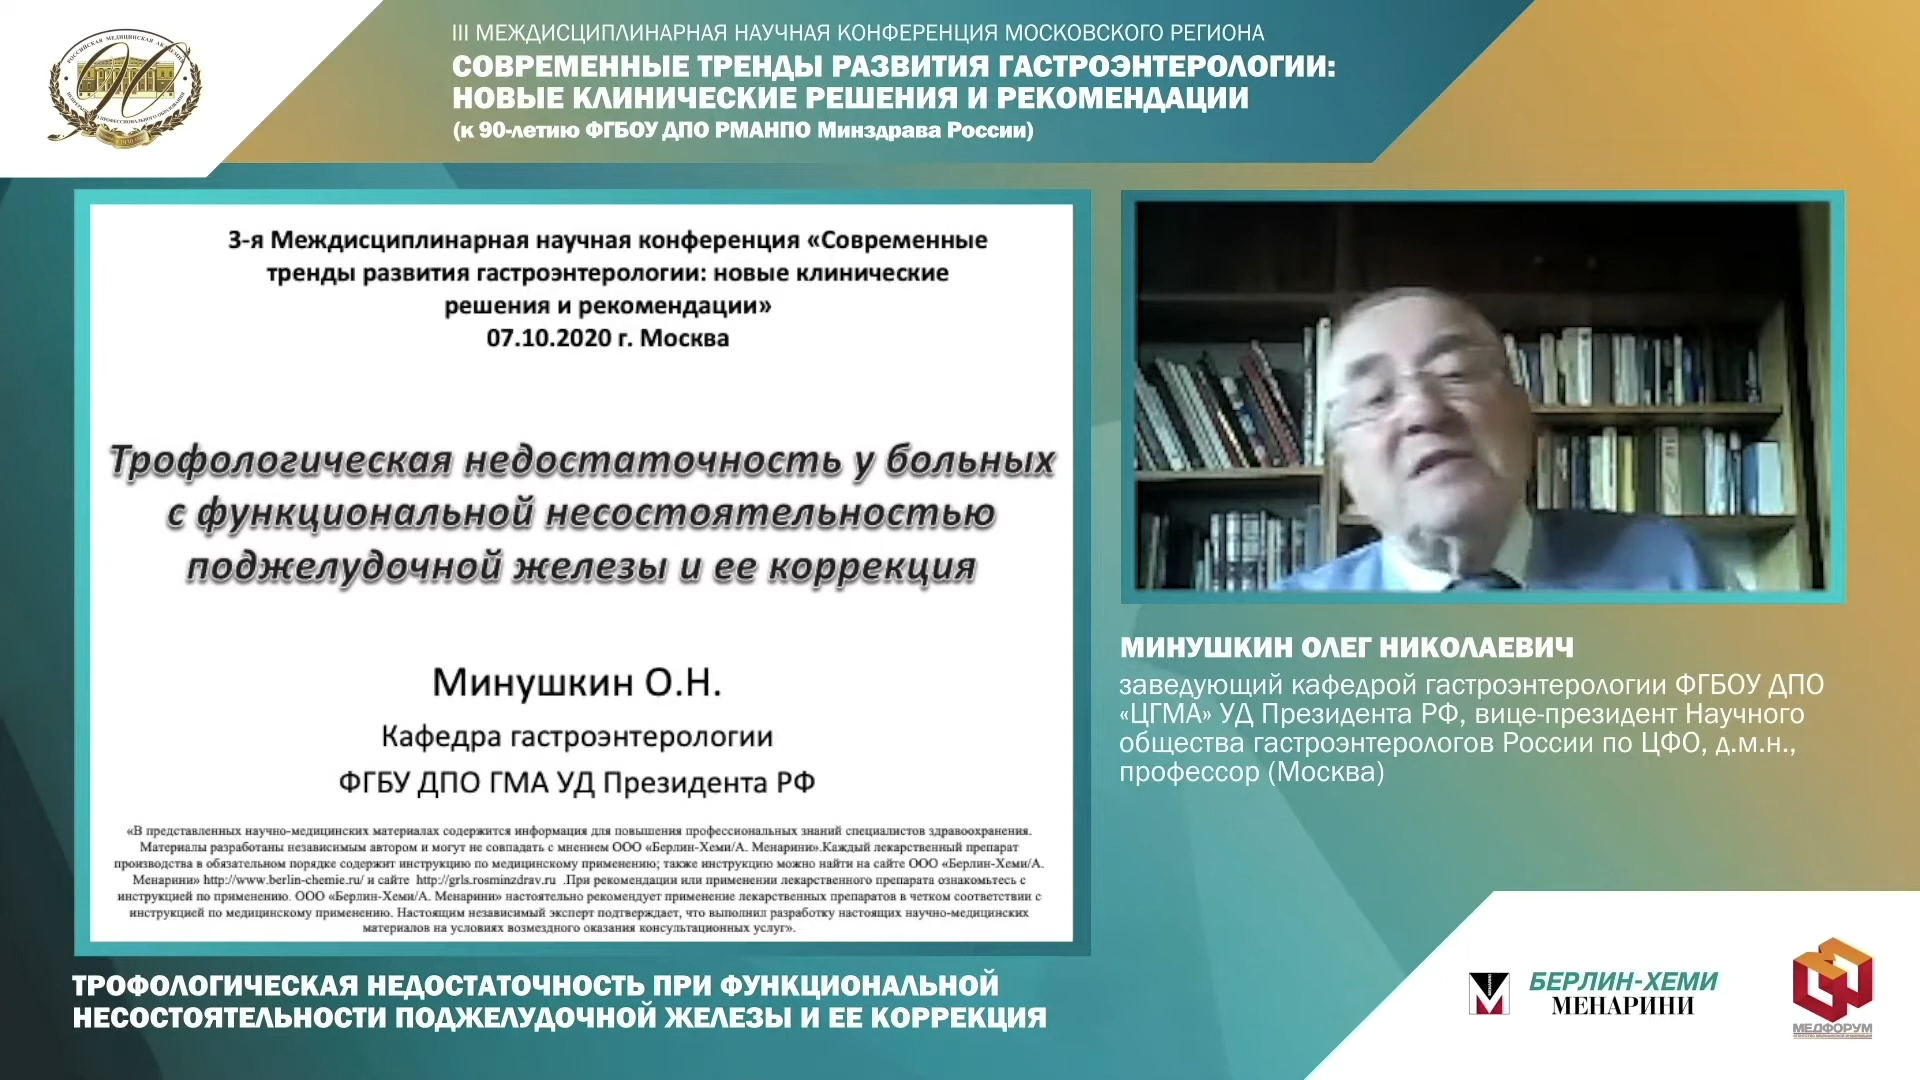 III МЕЖДИСЦИПЛИНАРНАЯ НАУЧНАЯ КОНФЕРЕНЦИЯ МОСКОВСКОГО РЕГИОНА
СОВРЕМЕННЫЕ ТРЕНДЫ РАЗВИТИЯ ГАСТРОЭНТЕРОЛОГИИ:
НОВЫЕ КЛИНИЧЕСКИЕ РЕШЕНИЯ И РЕКОМЕНДАЦИИ
(к 90-летию ФГБОУ ДПО РМАНПО Минздрава России)
3-я Междисциплинарная научная конференция «Современные
тренды развития гастроэнтерологии: новые клинические
решения и рекомендации»
07.10.2020 г. Москва
Трофологическая недостаточность у больных
с функциональной несостоятельностью
поджелудочной железы и ее коррекция
Минушкин О.Н.
Кафедра гастроэнтерологии
ФГБУ ДПО ГМА УД Президента РФ
«В представленных научно-медицинских материалах содержится информация для повышения профессиональных знаний специалистов здравоохранения.
Материалы разработаны независимым автором и могут не совпадать с мнением ООО «Берлин-Хеми/А. Менарини».Каждый лекарственный препарат
производства в обязательном порядке содержит инструкцию по медицинскому применению; также инструкцию можно найти на сайте ООО «Берлин-Хеми/А.
Менарини» http://www.berlin-chemie.ru/ и сайте http://grls.rosminzdrav.ru .При рекомендации или применении лекарственного препарата ознакомьтесь с
инструкцией по применению. ООО «Берлин-Хеми/А. Менарини» настоятельно рекомендует применение лекарственных препаратов в четком соответствии с
инструкцией по медицинскому применению. Настоящим независимый эксперт подтверждает, что выполнил разработку настоящих научно-медицинских
материалов на условиях возмездного оказания консультационных услуг».
МИНУШКИН ОЛЕГ НИКОЛАЕВИЧ
заведующий кафедрой гастроэнтерологии ФГБОУ ДПО
«ЦГМА» УД Президента РФ, вице-президент Научного
общества гастроэнтерологов России по ЦФО, д.м.н.,
профессор (Москва)
ТРОФОЛОГИЧЕСКАЯ НЕДОСТАТОЧНОСТЬ ПРИ ФУНКЦИОНАЛЬНОЙ
НЕСОСТОЯТЕЛЬНОСТИ ПОДЖЕЛУДОЧНОЙ ЖЕЛЕЗЫ И ЕЕ КОРРЕКЦИЯ
БЕРЛИН-ХЕМИ
МЕНАРИНИ
МЕДФОРУМ